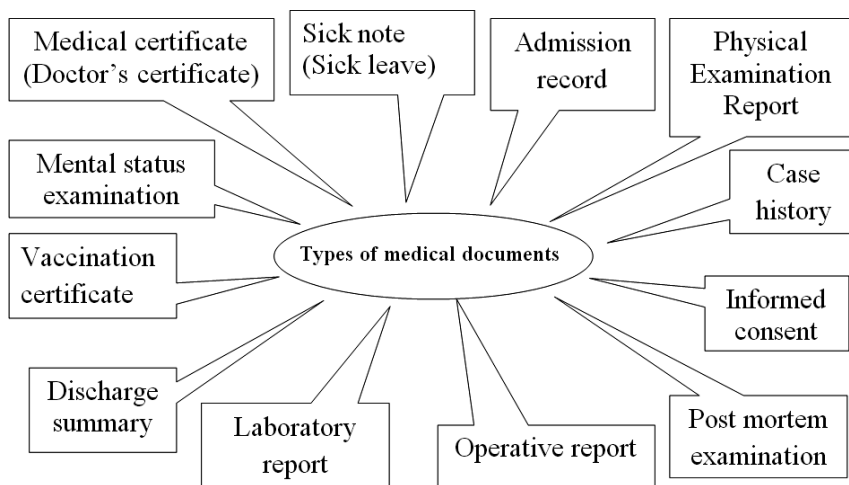 Medical certificate
(Doctor's certificate)
Sick note
(Sick leave)
Admission
record
Physical
Examination
Report
Mental status
examination
Case
history
Types of medical documents
Vaccination
certificate
Informed
consent
Discharge
summary
Laboratory
report
Operative report
Post mortem
examination